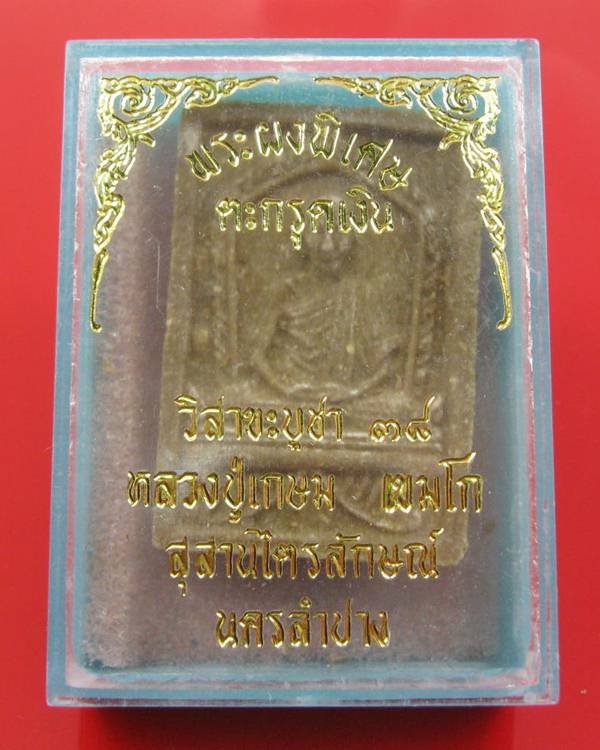 พระผงพิเศษ
ตะกรุดเงิน
วิสาขะบูชา ๓๘
หลวงปู่เกษม เขมโก
สุสานไตรลักษณ์
นครลำปาง